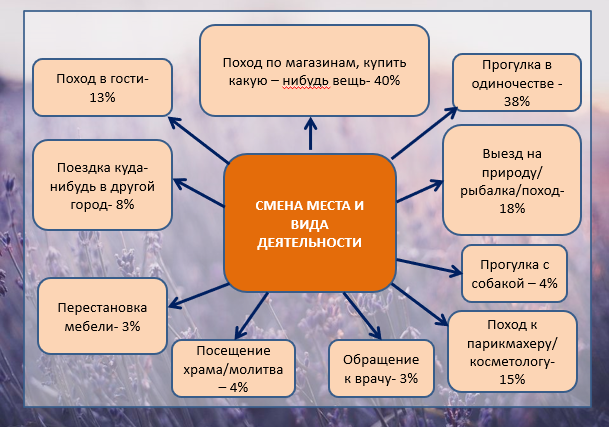 Поход по магазинам, купить
какую – нибудь вещь- 40%
Поход в гости-
13%
Прогулка в
одиночестве -
38%
Поездка куда-
нибудь в другой
город- 8%
Выезд на
природу/
рыбалка/поход-
18%
СМЕНА МЕСТА И
ВИДА
ДЕЯТЕЛЬНОСТИ
Прогулка с
собакой – 4%
Перестановка
мебели- 3%
Посещение
храма/молитва
– 4%
Обращение
к врачу- 3%
Поход к
парикмахеру/
косметологу-
15%